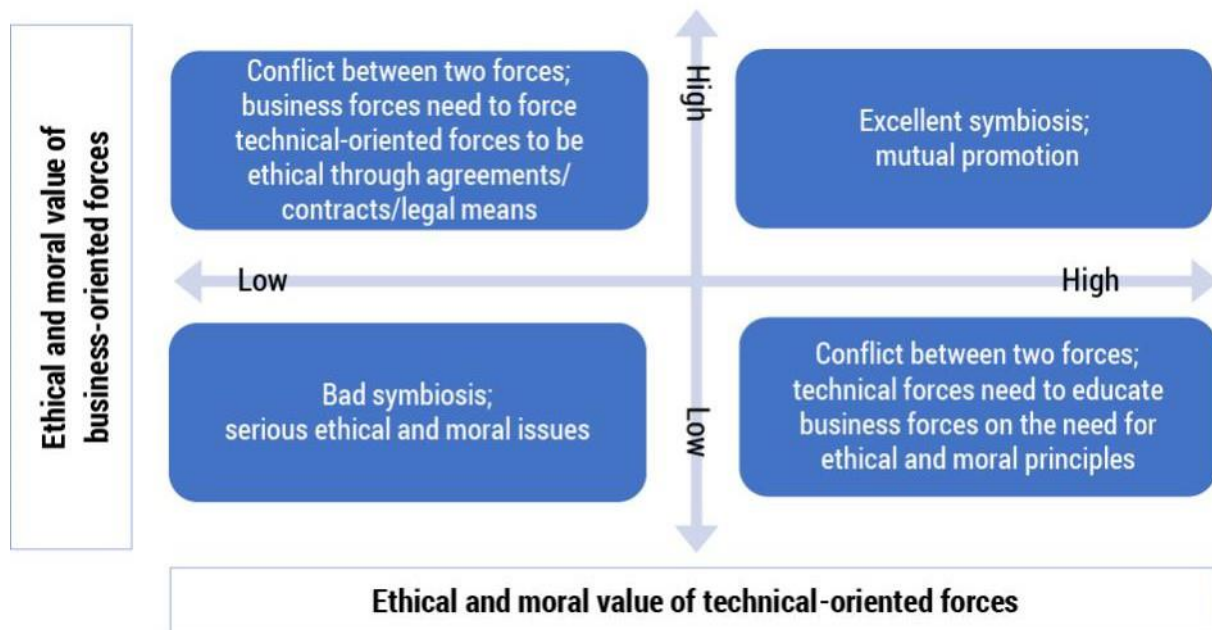 Ethical and moral value of
business-oriented forces
Conflict between two forces;
business forces need to force
technical-oriented forces to be
ethical through agreements/
contracts/legal means
High
Excellent symbiosis;
mutual promotion
Low
High
Bad symbiosis;
serious ethical and moral issues
Low
Conflict between two forces;
technical forces need to educate
business forces on the need for
ethical and moral principles
Ethical and moral value of technical-oriented forces